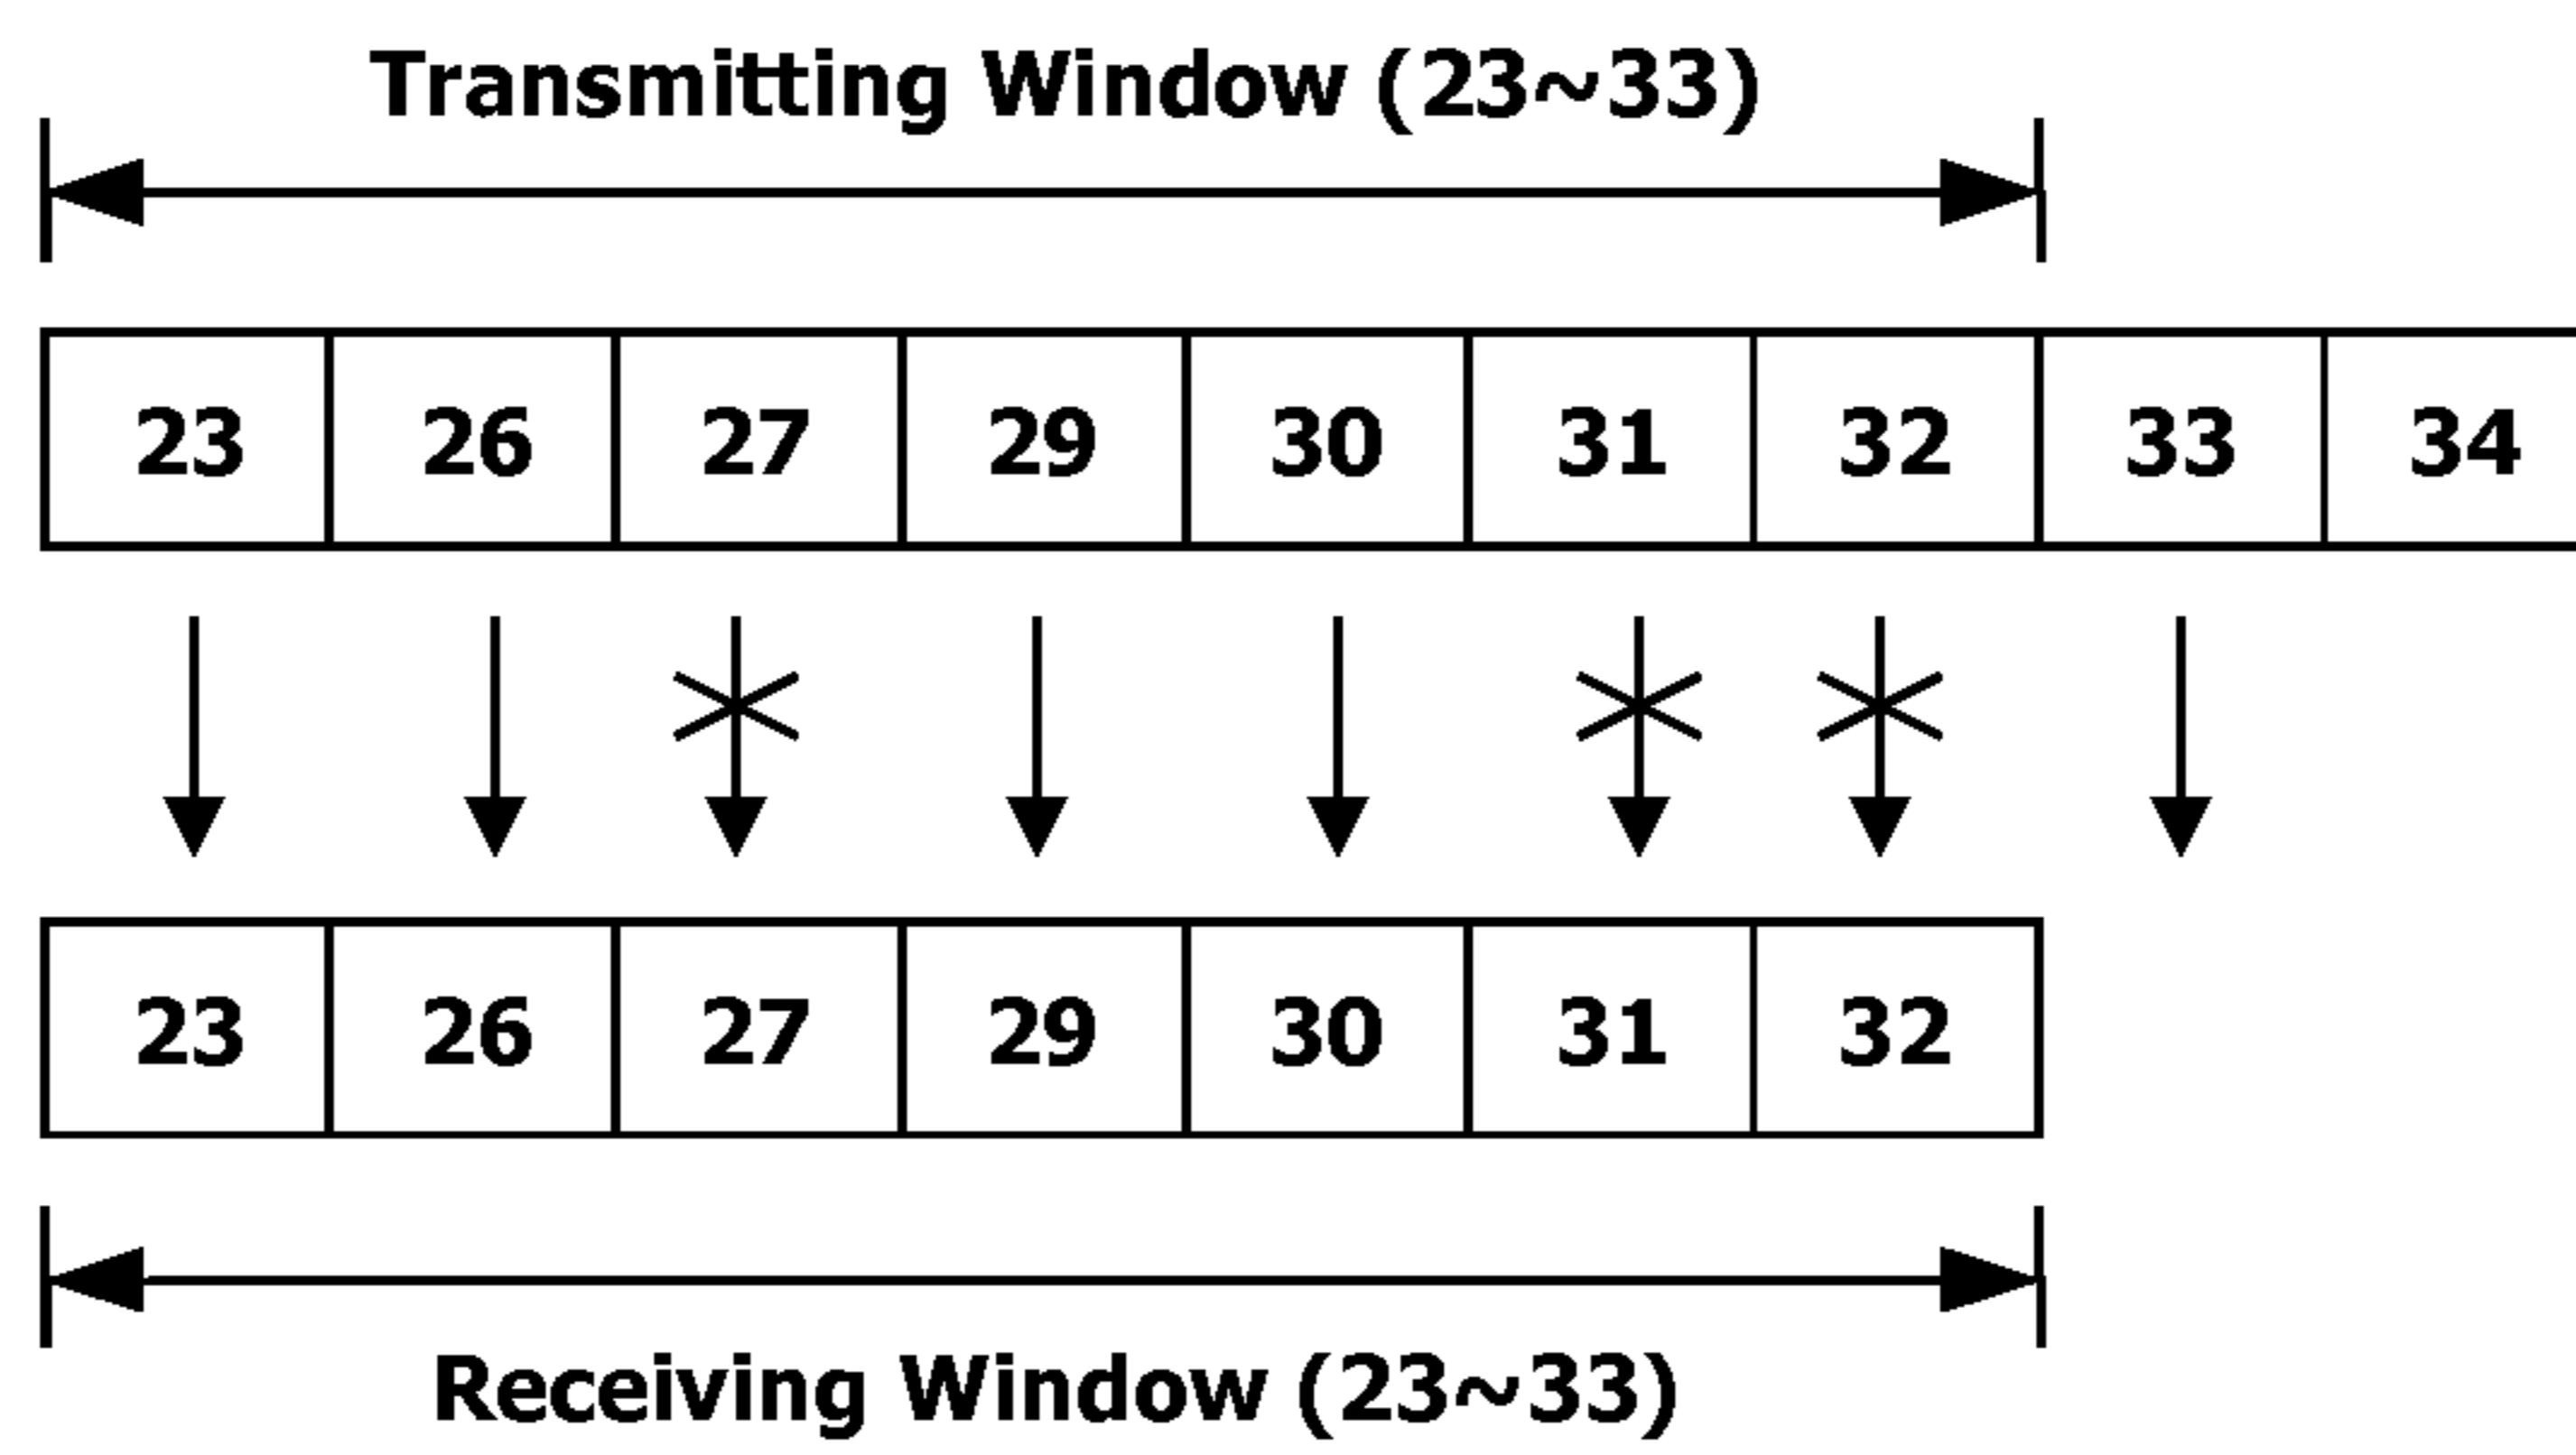 Transmitting Window (23~33)
23 26 27 29 30 31 32 33 34
23 26 27 29 30 31 32
Receiving Window (23~33)